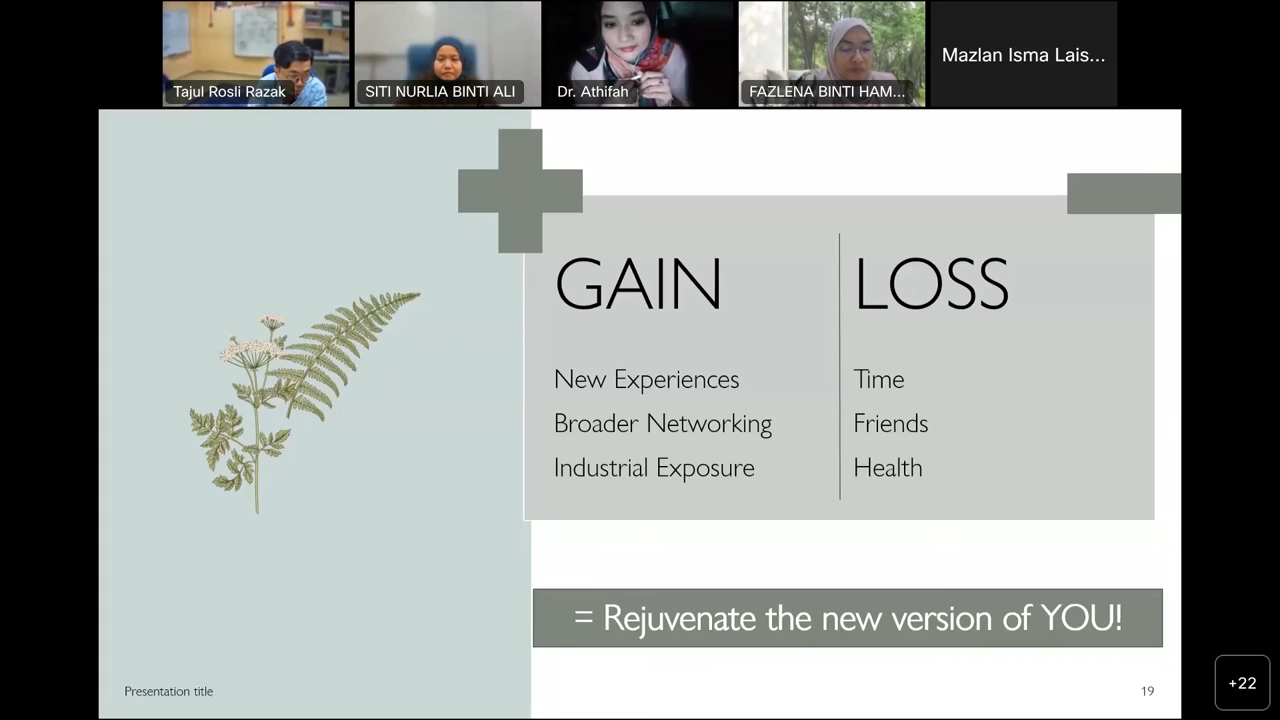 Tajul Rosli Razak
SITI NURLIA BINTI ALI
Dr. Athifah
FAZLENA BINTI HAM...
Mazlan Isma Lais...
GAIN
New Experiences
Broader Networking
Industrial Exposure
LOSS
Time
Friends
Health
= Rejuvenate the new version of YOU!
Presentation title
19
+22